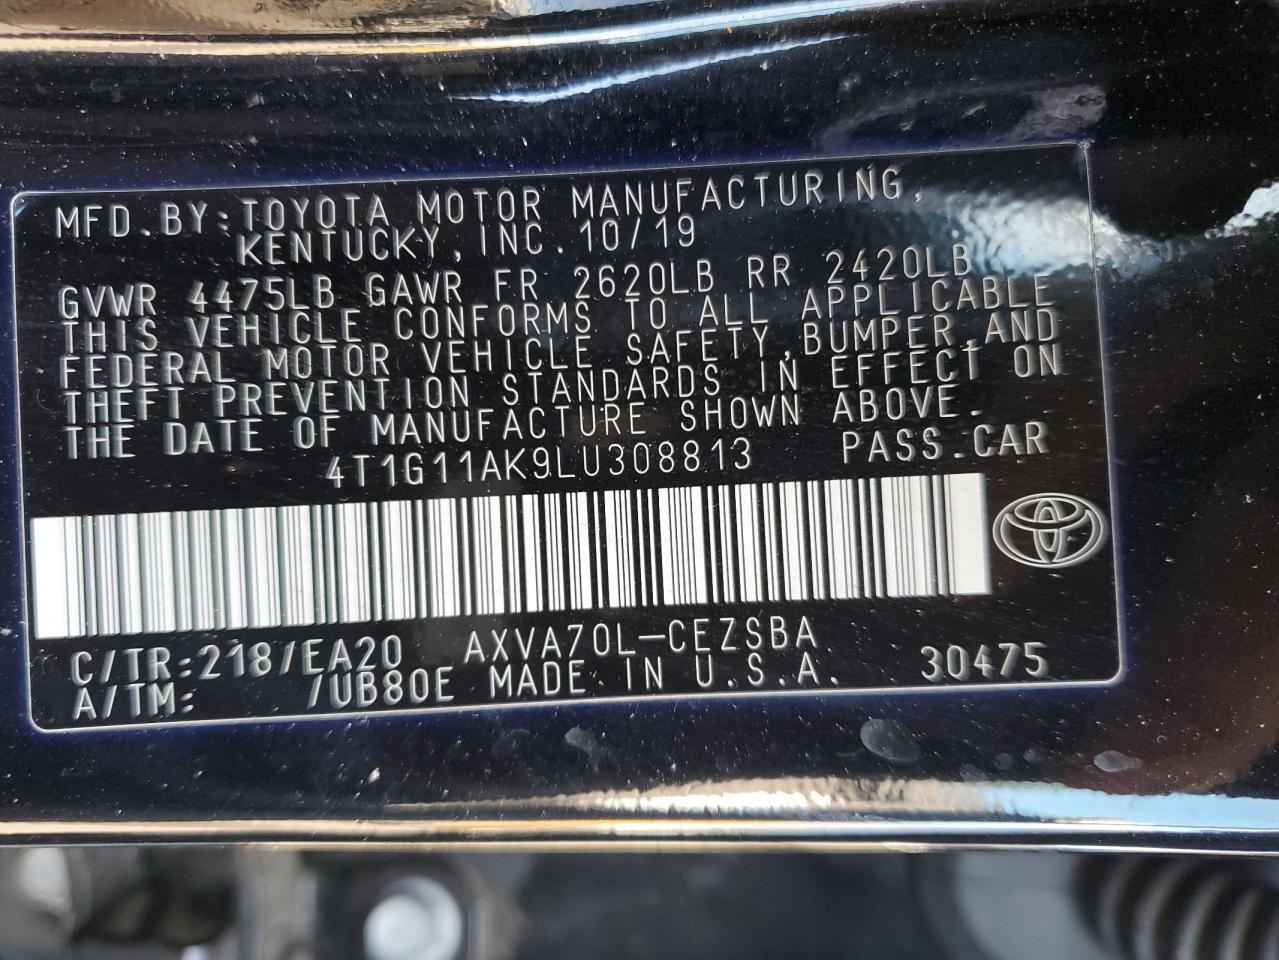 MFD.BY:TOYOTA MOTOR MANUFACTURING,
KENTUCKY,INC.10/19
GVWR 4475LB GAWR FR 2620LB RR 2420LB
THIS VEHICLE CONFORMS TO ALL APPLICABLE
FEDERAL MOTOR VEHICLE SAFETY,BUMPER,AND
THEFT PREVENTION STANDARDS IN EFFECT ON
THE DATE OF MANUFACTURE SHOWN ABOVE.
4T1G11AK9LU308813 PASS.CAR
C/TR:218/EA20 AXVA70L-CEZSBA 30475
A/TM: /UB80E MADE IN U.S.A.